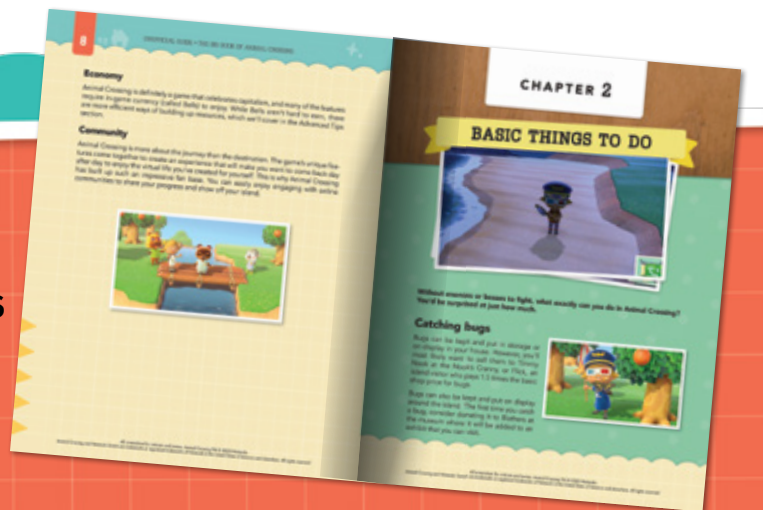 8
UNOFFICIAL GUIDE • THE BIG BOOK OF ANIMAL CROSSING
Economy
Animal Crossing is definitely a game that celebrates capitalism, and many of the features
require in-game currency (called Bells) to enjoy. While Bells aren't hard to earn, there
are more efficient ways of building up resources, which we'll cover in the Advanced Tips
section.
Community
Animal Crossing is more about the journey than the destination. The game's unique fea-
tures come together to create an experience that will make you want to come back day
after day to enjoy the virtual life you've created for yourself. This is why Animal Crossing
has built up such an impressive fan base. You can easily enjoy engaging with online
communities to share your progress and show off your island.
CHAPTER 2
BASIC THINGS TO DO
Without enemies or bosses to fight, what exactly can you do in Animal Crossing?
You'd be surprised at just how much.
Catching bugs
Bugs can be kept and put in storage or
on display in your house. However, you'll
most likely want to sell them to Timmy
Nook at the Nook's Cranny, or Flick, an
island visitor who pays 1.5 times the basic
shop price for bugs.
Bugs can also be kept and put on display
around the island. The first time you catch
a bug, consider donating it to Blathers at
the museum where it will be added to an
exhibit that you can visit.
S